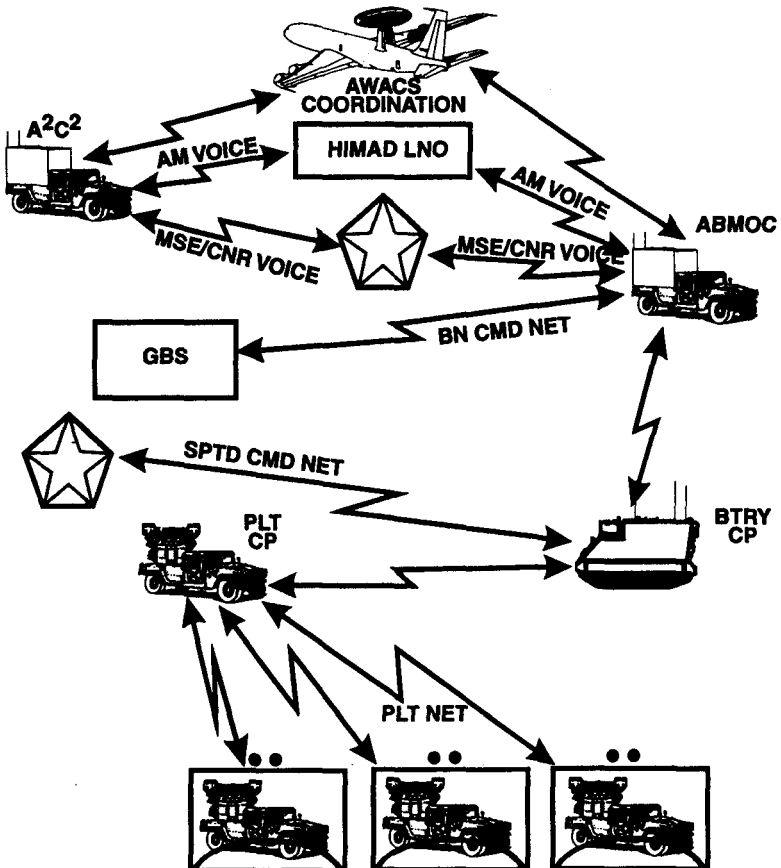 AWACS
COORDINATION
A²C²
AM VOICE
HIMAD LNO
AM VOICE
ABMOC
MSE/CNR VOICE
MSE/CNR VOICE
BN CMD NET
GBS
SPTD CMD NET
PLT
CP
BTRY
CP
PLT NET